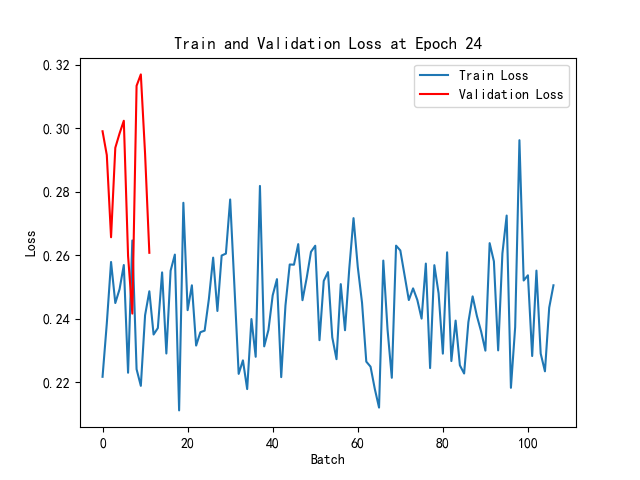 Train and Validation Loss at Epoch 24
Train Loss
Validation Loss
Loss
0.32
0.30
0.28
0.26
0.24
0.22
0 20 40 60 80 100
Batch